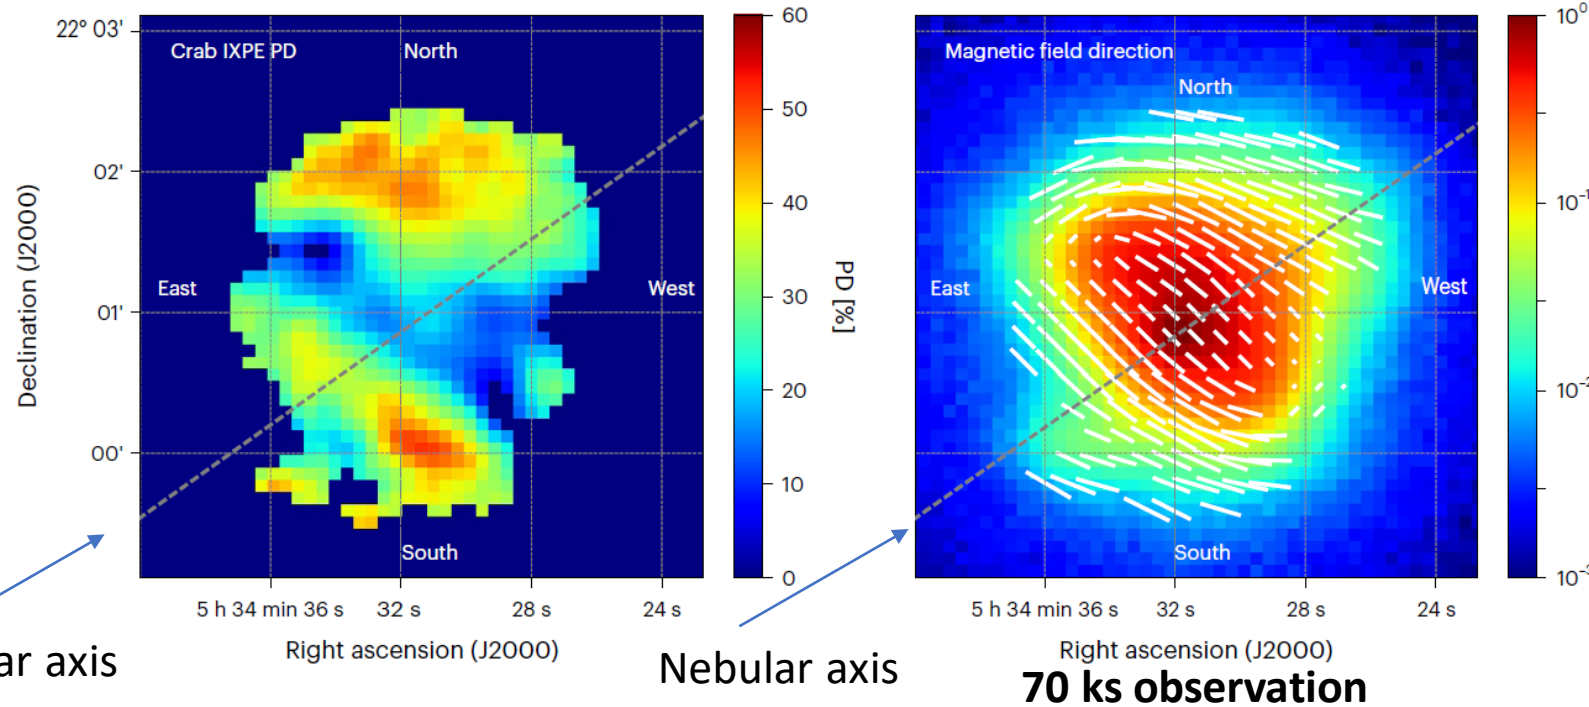 Crab IXPE PD
North
East
West
South
22° 03'
02'
01'
00'
Declination (J2000)
5 h 34 min 36 s
32 s
28 s
24 s
Right ascension (J2000)
60
50
40
30
20
10
0
PD [%]
ar axis
Magnetic field direction
North
East
West
South
5 h 34 min 36 s
32 s
28 s
24 s
Right ascension (J2000)
10⁰
10⁻¹
10⁻²
10⁻³
Nebular axis
70 ks observation